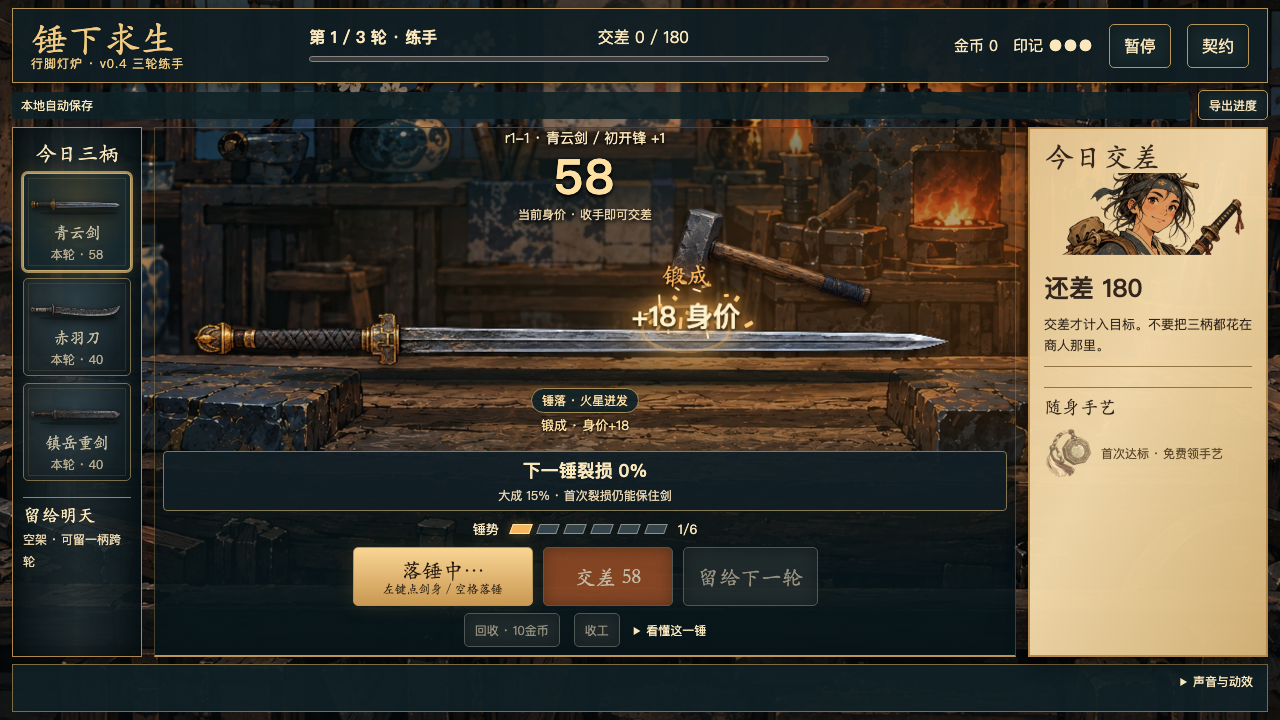 锤下求生
行脚灯炉 · v0.4 三轮练手
第 1 / 3 轮 · 练手
交差 0 / 180
金币 0
印记
暂停
契约
本地自动保存
导出进度
今日三柄
青云剑
本轮 · 58
赤羽刀
本轮 · 40
镇岳重剑
本轮 · 40
留给明天
空架 · 可留一柄跨
轮
r1-1 · 青云剑 / 初开锋 +1
58
当前身价 · 收手即可交差
锻成
+18 身价
锤落 · 火星迸发
锻成 · 身价+18
下一锤裂损 0%
大成 15% · 首次裂损仍能保住剑
锤势
1/6
落锤中···
左键点剑身 / 空格落锤
交差 58
留给下一轮
回收 · 10金币
收工
看懂这一锤
今日交差
还差 180
交差才计入目标。不要把三柄都花在
商人那里。
随身手艺
首次达标 · 免费领手艺
声音与动效